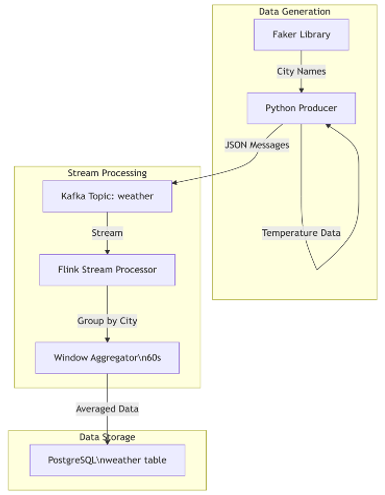 Data Generation
Faker Library
City Names
Python Producer
JSON Messages
Temperature Data
Stream Processing
Kafka Topic: weather
Stream
Flink Stream Processor
Group by City
Window Aggregator\n60s
Averaged Data
Data Storage
PostgreSQL\nweather table